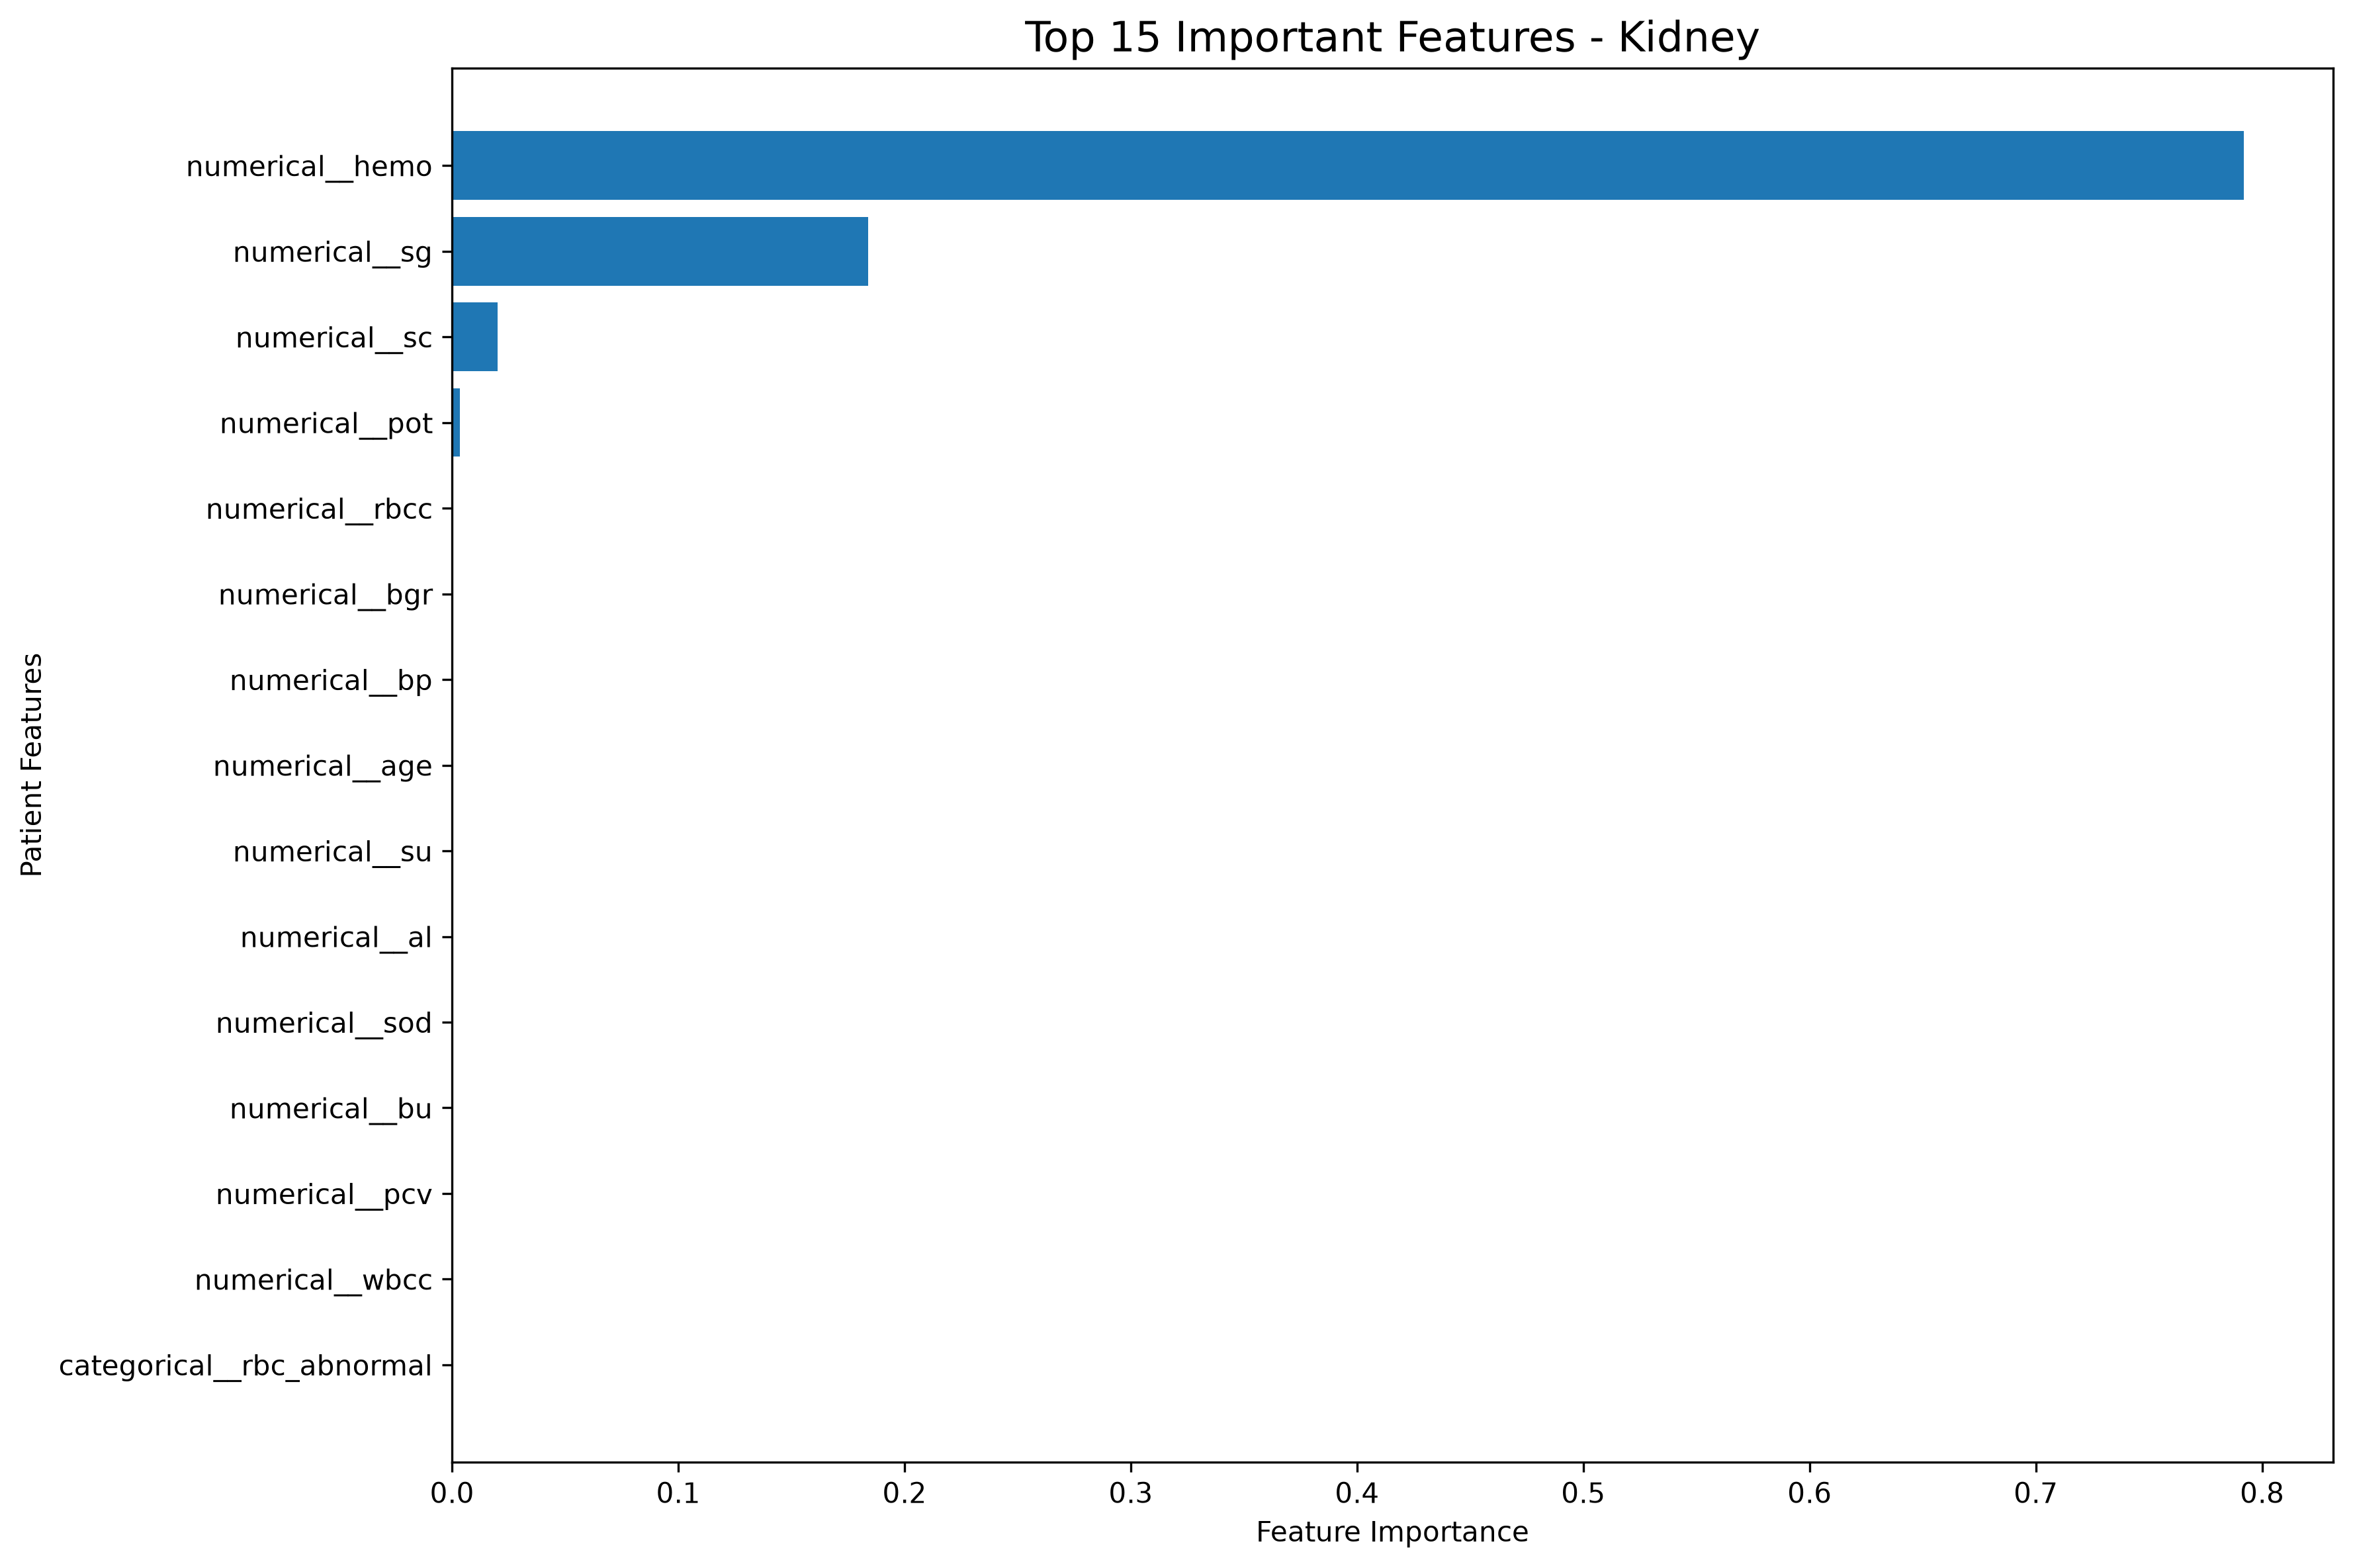 Top 15 Important Features - Kidney
numerical__hemo
numerical__sg
numerical__sc
numerical__pot
numerical__rbcc
numerical__bgr
numerical__bp
numerical__age
numerical__su
numerical__al
numerical__sod
numerical__bu
numerical__pcv
numerical__wbcc
categorical__rbc_abnormal
Patient Features
0.0 0.1 0.2 0.3 0.4 0.5 0.6 0.7 0.8
Feature Importance